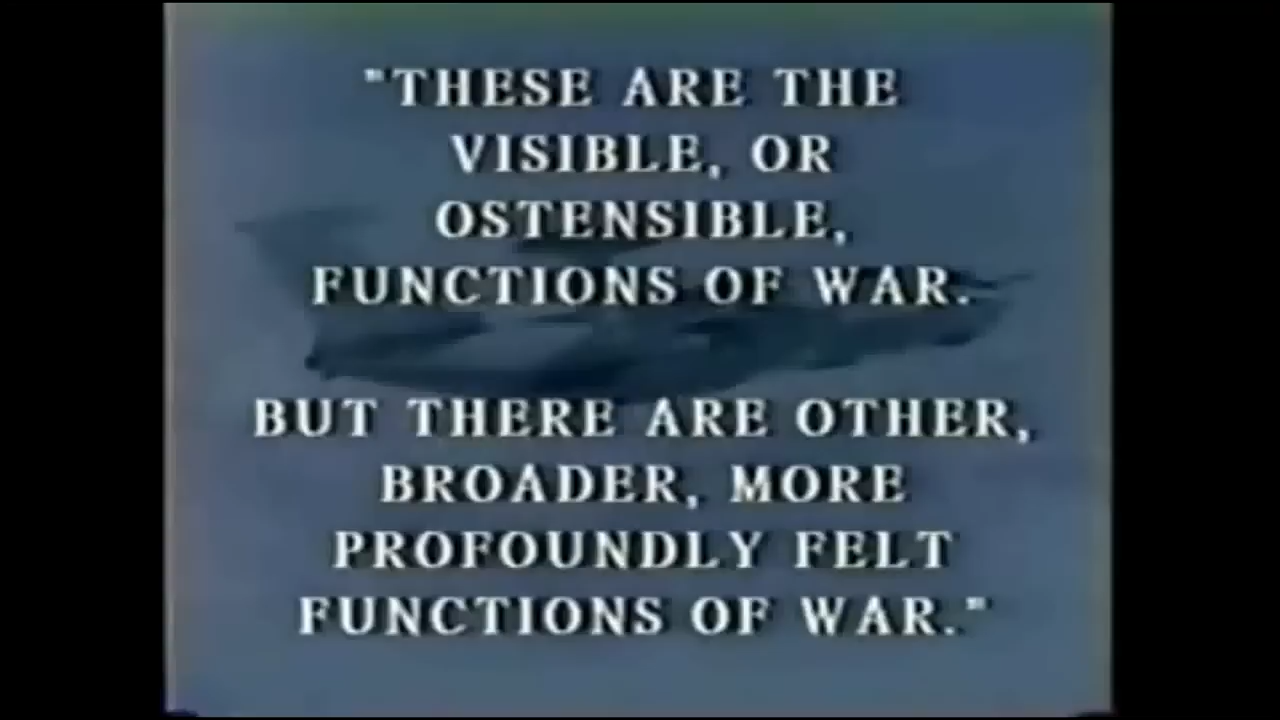 "THESE ARE THE
VISIBLE, OR
OSTENSIBLE,
FUNCTIONS OF WAR.
BUT THERE ARE OTHER,
BROADER, MORE
PROFOUNDLY FELT
FUNCTIONS OF WAR."